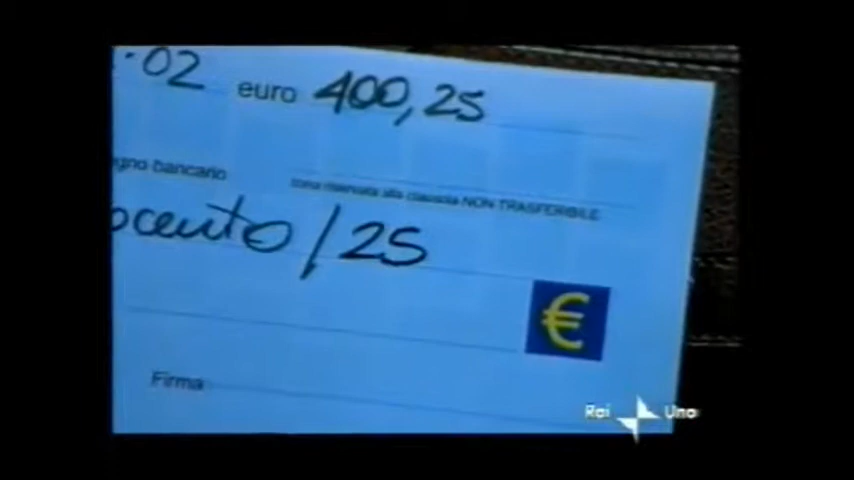 .02 euro 400,25
gno bancario
zona riservata alla clausola NON TRASFERIBILE
ocento/25
€
Firma
Rai Uno